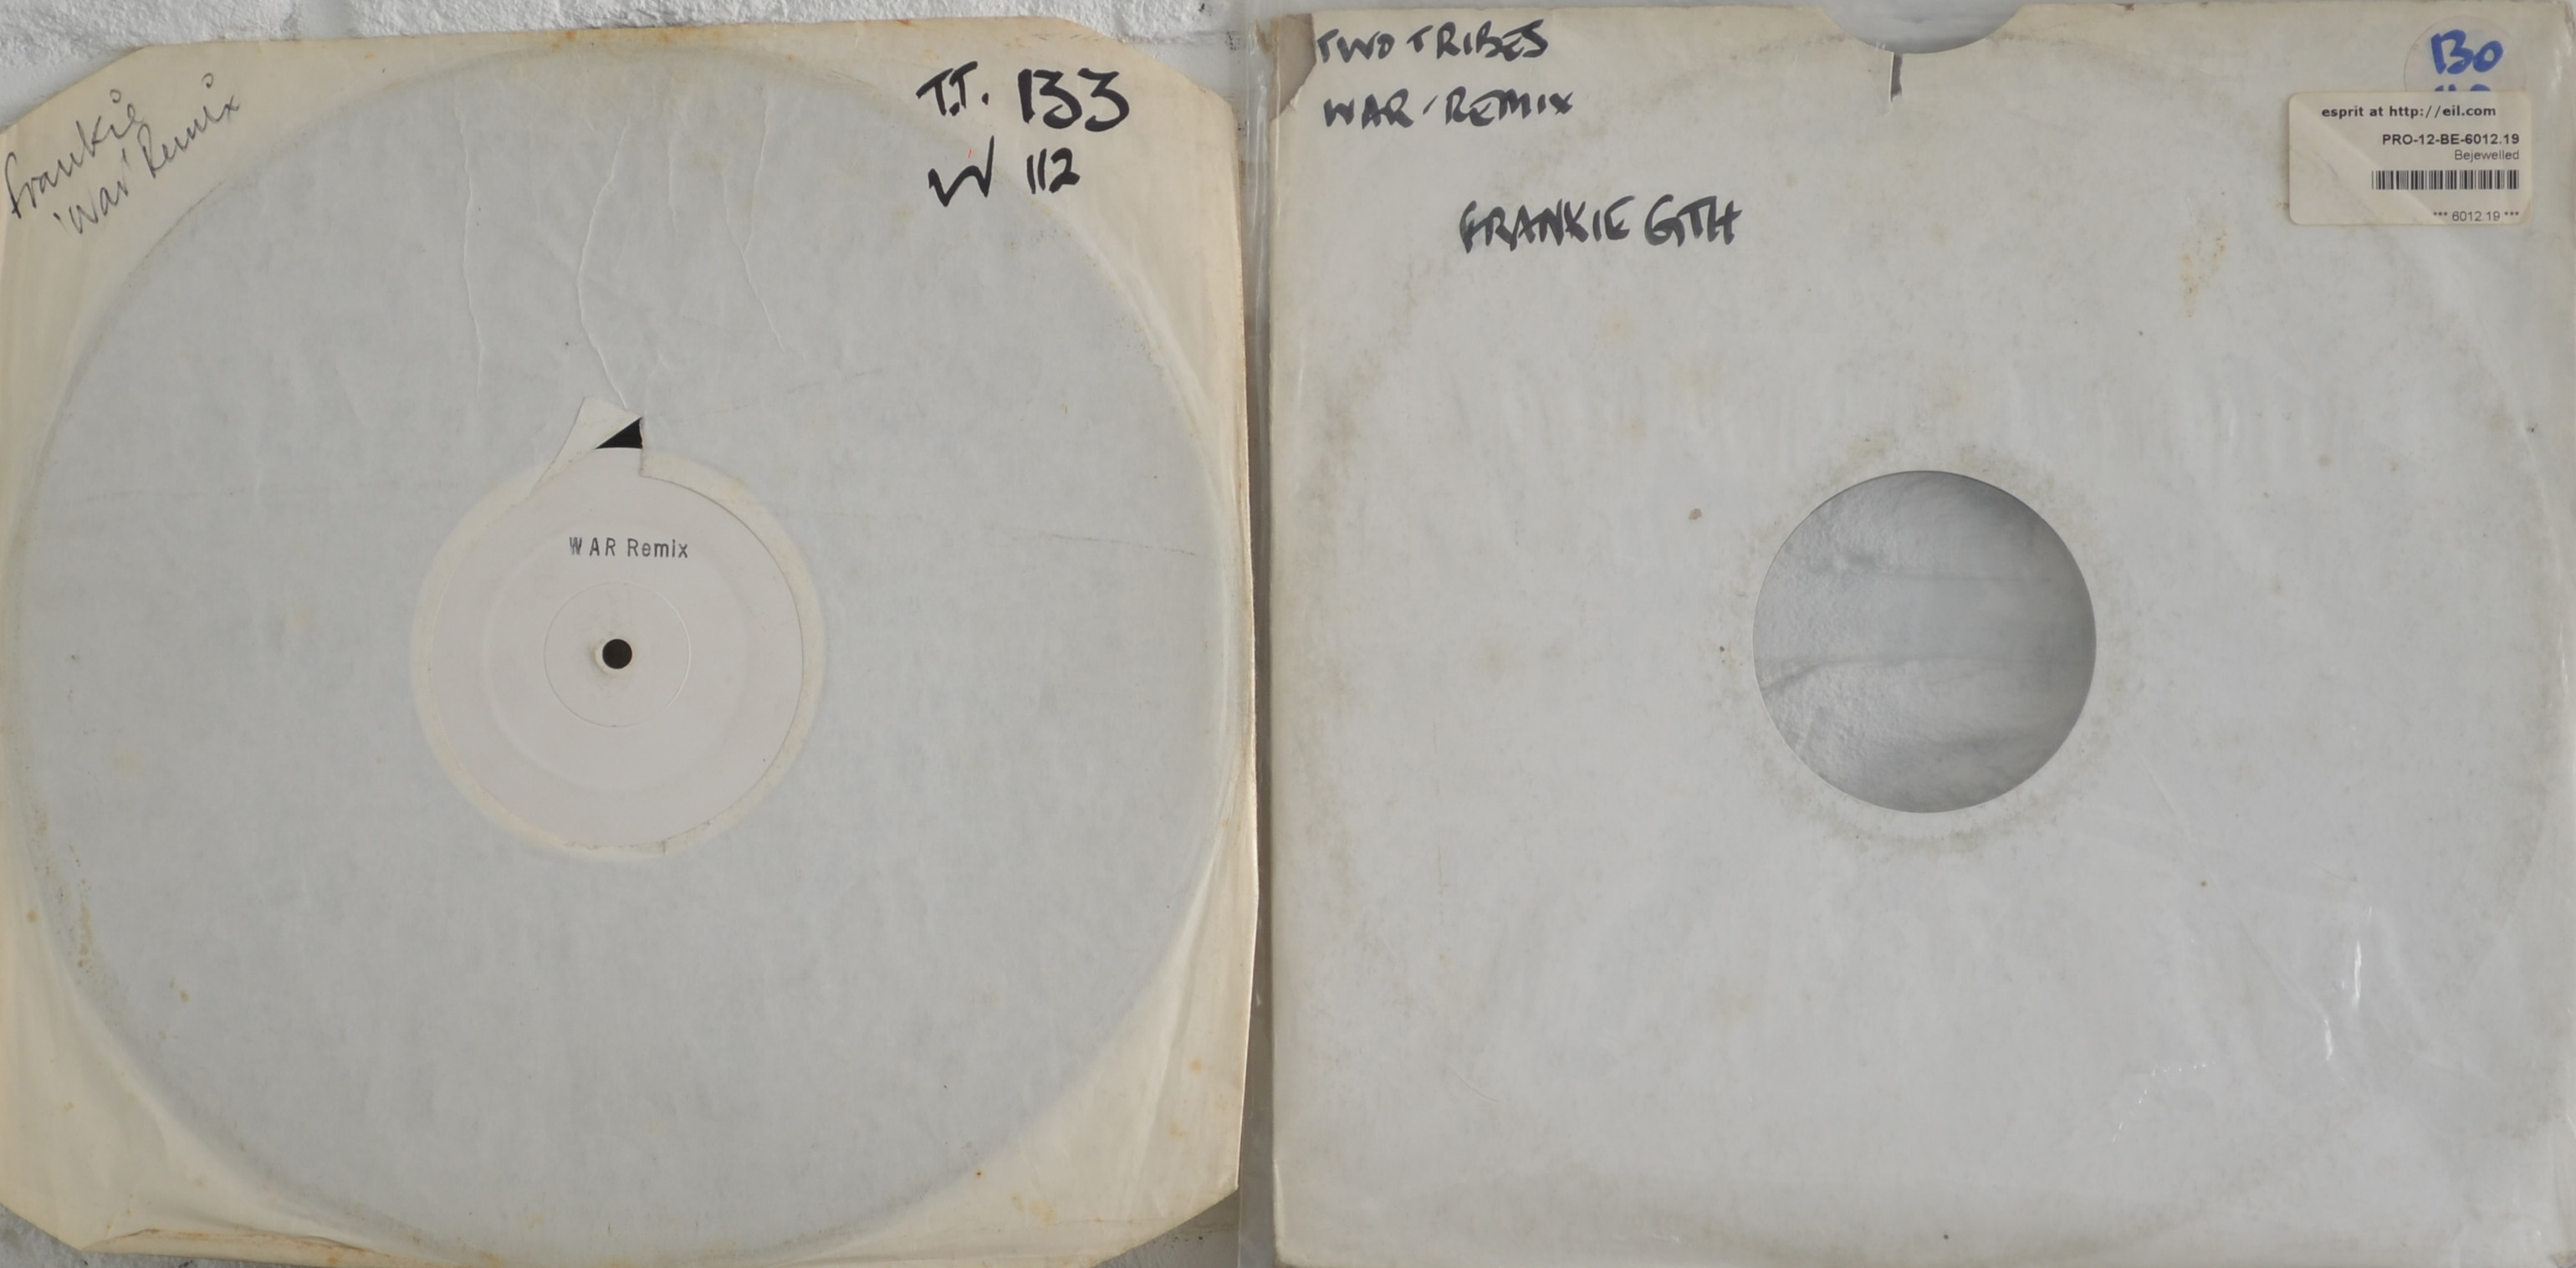 frankie
'War' Remix
T.T. 133
W 112
WAR Remix
TWO TRIBES
WAR / REMIX
FRANKIE GTH
130
esprit at http://eil.com
PRO-12-BE-6012.19
Bejewelled
*** 6012.19 ***